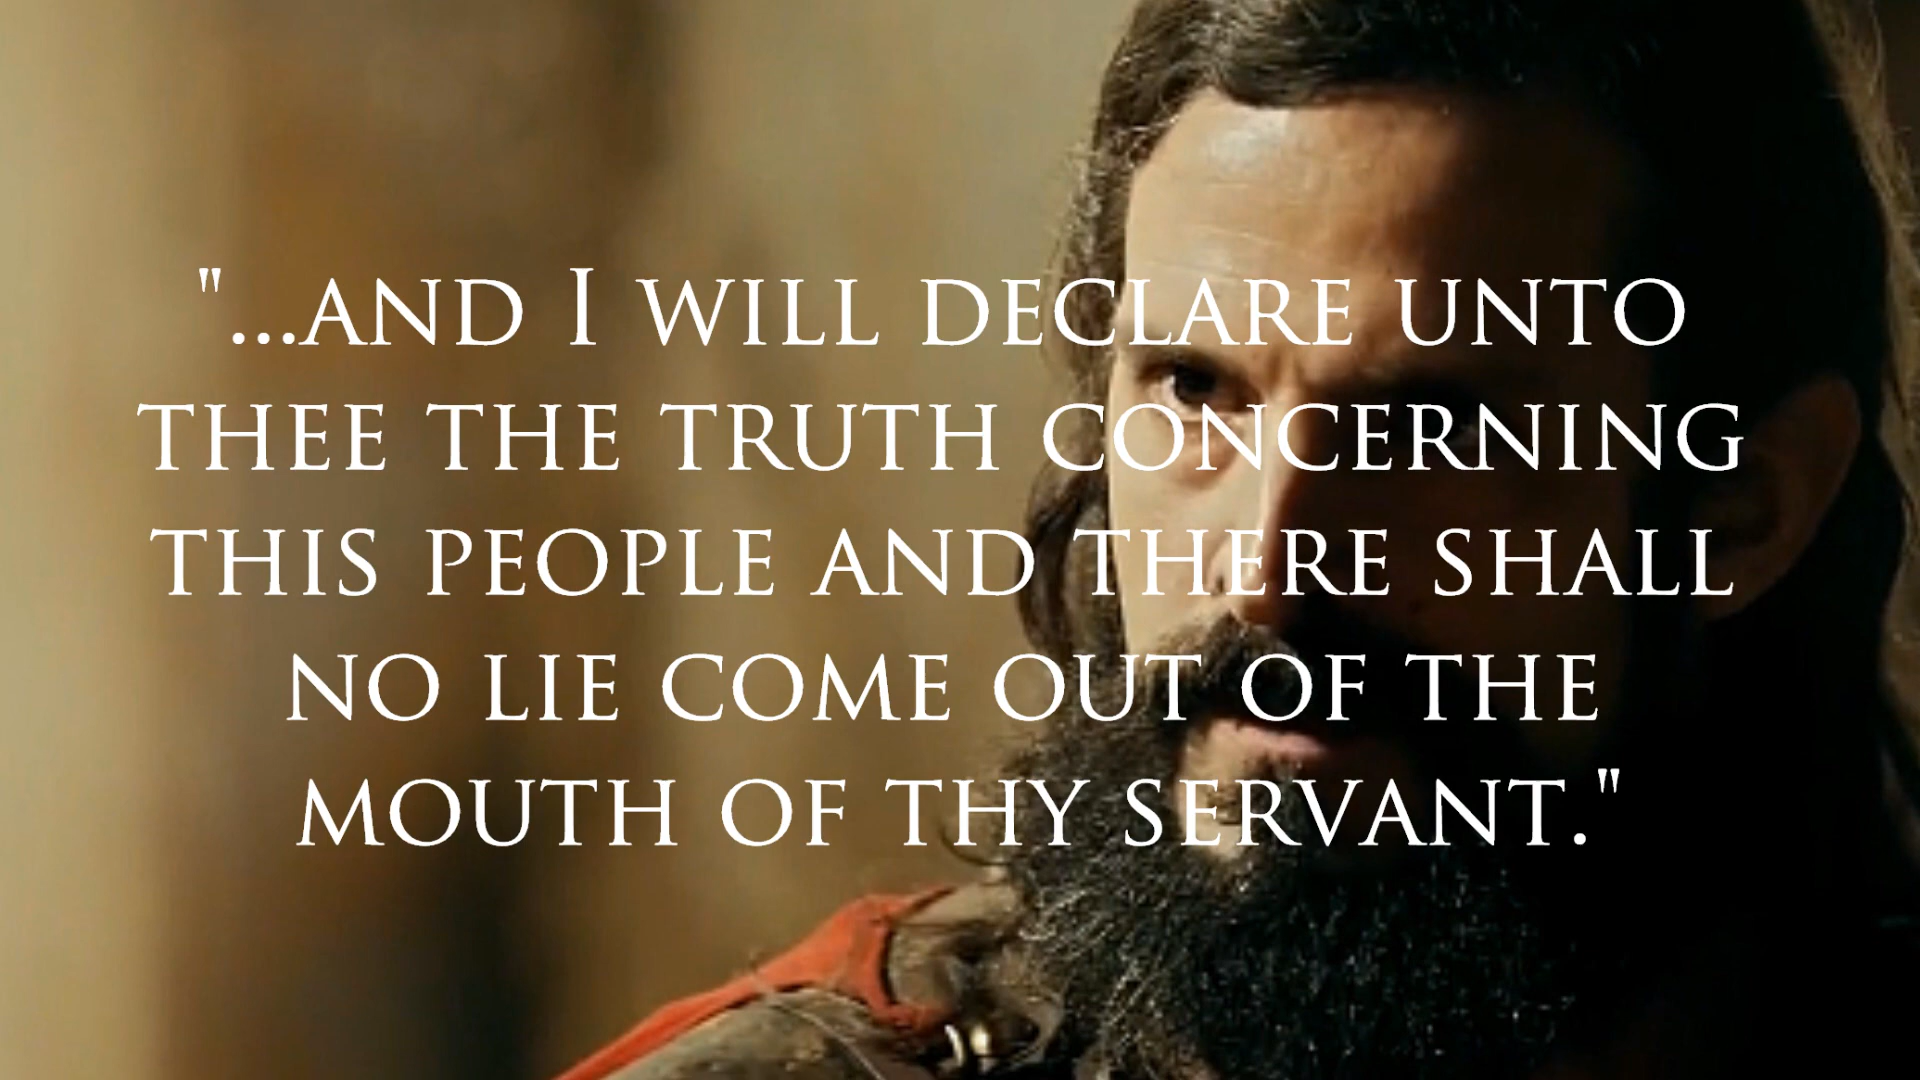 "...and I will declare unto
thee the truth concerning
this people and there shall
no lie come out of the
mouth of thy servant."